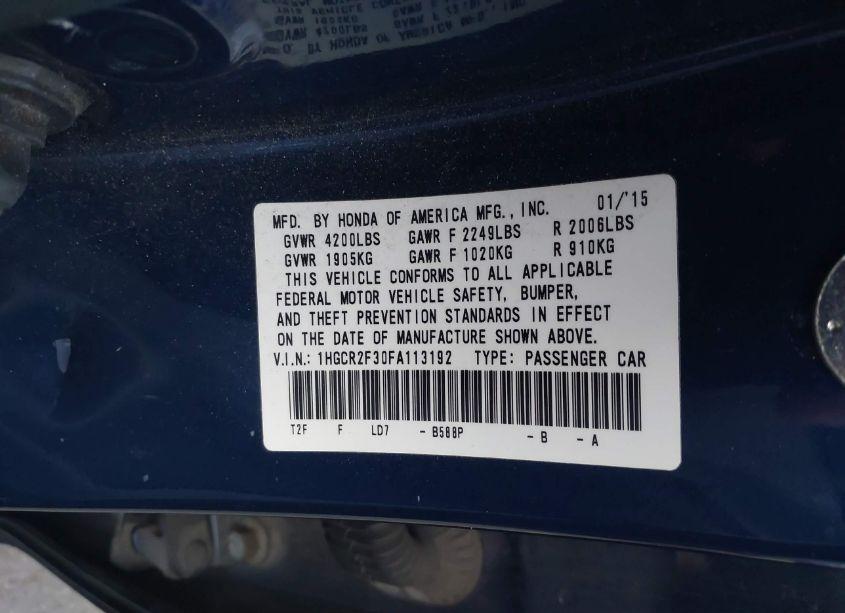 MFD. BY HONDA OF AMERICA MFG., INC. 01/'15
GVWR 4200LBS GAWR F 2249LBS R 2006LBS
GVWR 1905KG GAWR F 1020KG R 910KG
THIS VEHICLE CONFORMS TO ALL APPLICABLE
FEDERAL MOTOR VEHICLE SAFETY, BUMPER,
AND THEFT PREVENTION STANDARDS IN EFFECT
ON THE DATE OF MANUFACTURE SHOWN ABOVE.
V.I.N.: 1HGCR2F30FA113192 TYPE: PASSENGER CAR
T2F F LD7 - B588P - B - A